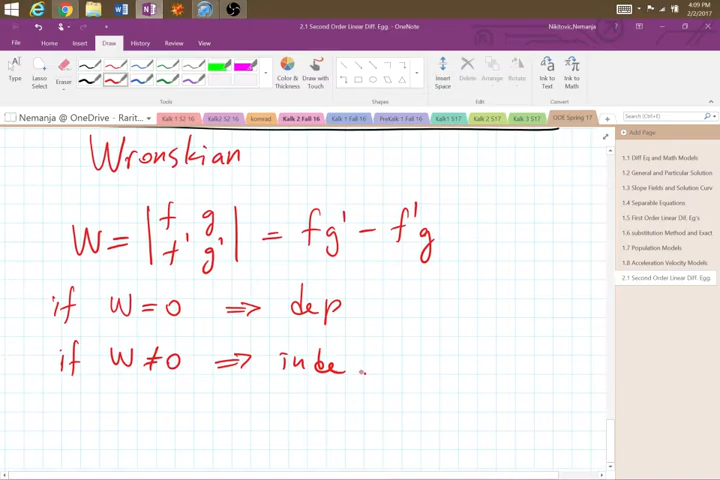 4:09 PM
2/2/2017
2.1 Second Order Linear Diff. Egg. - OneNote
Nikitovic, Nemanja
File Home Insert Draw History Review View
Type Lasso Select Eraser Color & Thickness Draw with Touch Insert Space Delete Arrange Rotate Ink to Text Ink to Math
Tools Shapes Edit Convert
Nemanja @ OneDrive – Rarit... Kalk 1 S2 16 Kalk2 S2 16 komrad Kalk 2 Fall 16 Kalk 1 Fall 16 PreKalk 1 Fall 16 Kalk1 S17 Kalk 2 S17 Kalk 3 S17 ODE Spring 17 Search (Ctrl+E)
Add Page
1.1 Diff Eq and Math Models
1.2 General and Particular Solution
1.3 Slope Fields and Solution Curv
1.4 Separable Equations
1.5 First Order Linear Dif. Eg's
1.6 substitution Method and Exact
1.7 Population Models
1.8 Acceleration Velocity Models
2.1 Second Order Linear Diff. Egg.
Wronskian
W = | f g |
| f' g' | = fg' - f'g
if W = 0 ⇒ dep
if W ≠ 0 ⇒ inde